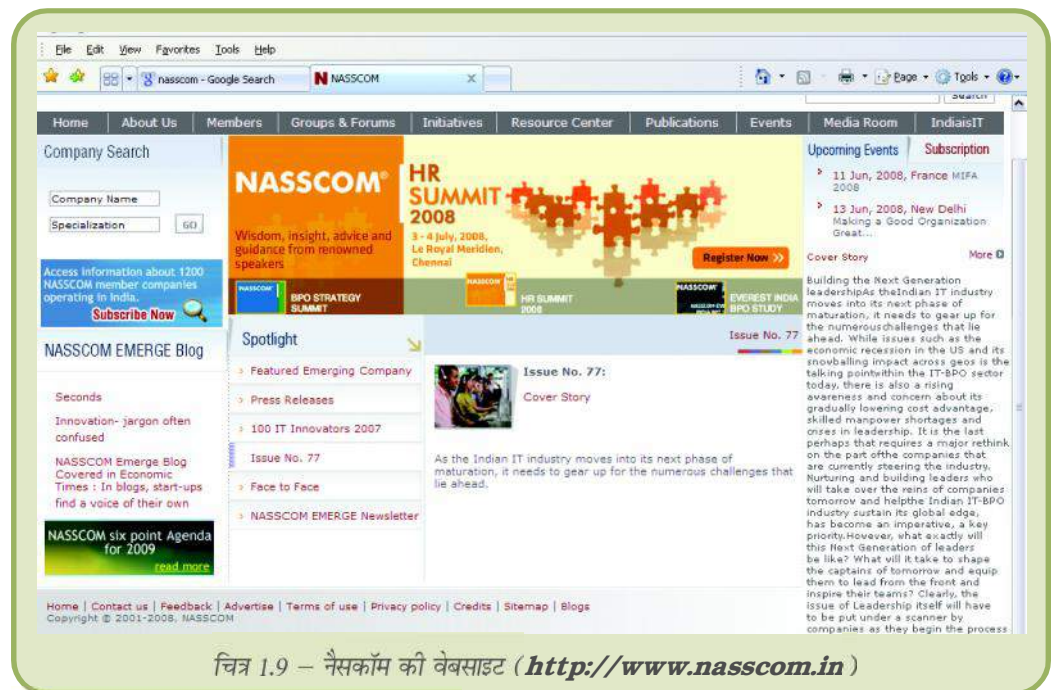 File Edit View Favorites Tools Help
nasscom - Google Search
NASSCOM
Page Tools
Search
Home About Us Members Groups & Forums Initiatives Resource Center Publications Events Media Room IndiaisIT
Company Search
Company Name
Specialization GO
Access information about 1200
NASSCOM member companies
operating in India.
Subscribe Now
NASSCOM EMERGE Blog
Seconds
Innovation- jargon often
confused
NASSCOM Emerge Blog
Covered in Economic
Times : In blogs, start-ups
find a voice of their own
NASSCOM six point Agenda
for 2009
read more
NASSCOM®
Wisdom, insight, advice and
guidance from renowned
speakers
HR
SUMMIT
2008
3 - 4 July, 2008,
Le Royal Meridien,
Chennai
Register Now >>
NASSCOM
BPO STRATEGY
SUMMIT
NASSCOM
HR SUMMIT
2008
NASSCOM
EVEREST INDIA
BPO STUDY
Spotlight
Featured Emerging Company
Press Releases
100 IT Innovators 2007
Issue No. 77
Face to Face
NASSCOM EMERGE Newsletter
Issue No. 77
Issue No. 77:
Cover Story
As the Indian IT industry moves into its next phase of
maturation, it needs to gear up for the numerous challenges that
lie ahead.
Upcoming Events Subscription
11 Jun, 2008, France MIFA
2008
13 Jun, 2008, New Delhi
Making a Good Organization
Great...
Cover Story More
Building the Next Generation
leadershipAs theIndian IT industry
moves into its next phase of
maturation, it needs to gear up for
the numerouschallenges that lie
ahead. While issues such as the
economic recession in the US and its
snowballing impact across geos is the
talking pointwithin the IT-BPO sector
today, there is also a rising
awareness and concern about its
gradually lowering cost advantage,
skilled manpower shortages and
crises in leadership. It is the last
perhaps that requires a major rethink
on the part ofthe companies that
are currently steering the industry.
Nurturing and building leaders who
will take over the reins of companies
tomorrow and helpthe Indian IT-BPO
industry sustain its global edge,
has become an imperative, a key
priority.However, what exactly will
this Next Generation of leaders
be like? What will it take to shape
the captains of tomorrow and equip
them to lead from the front and
inspire their teams? Clearly, the
issue of Leadership itself will have
to be put under a scanner by
companies as they begin the process
Home | Contact us | Feedback | Advertise | Terms of use | Privacy policy | Credits | Sitemap | Blogs
Copyright © 2001-2008, NASSCOM
चित्र 1.9 – नैसकॉम की वेबसाइट (http://www.nasscom.in)